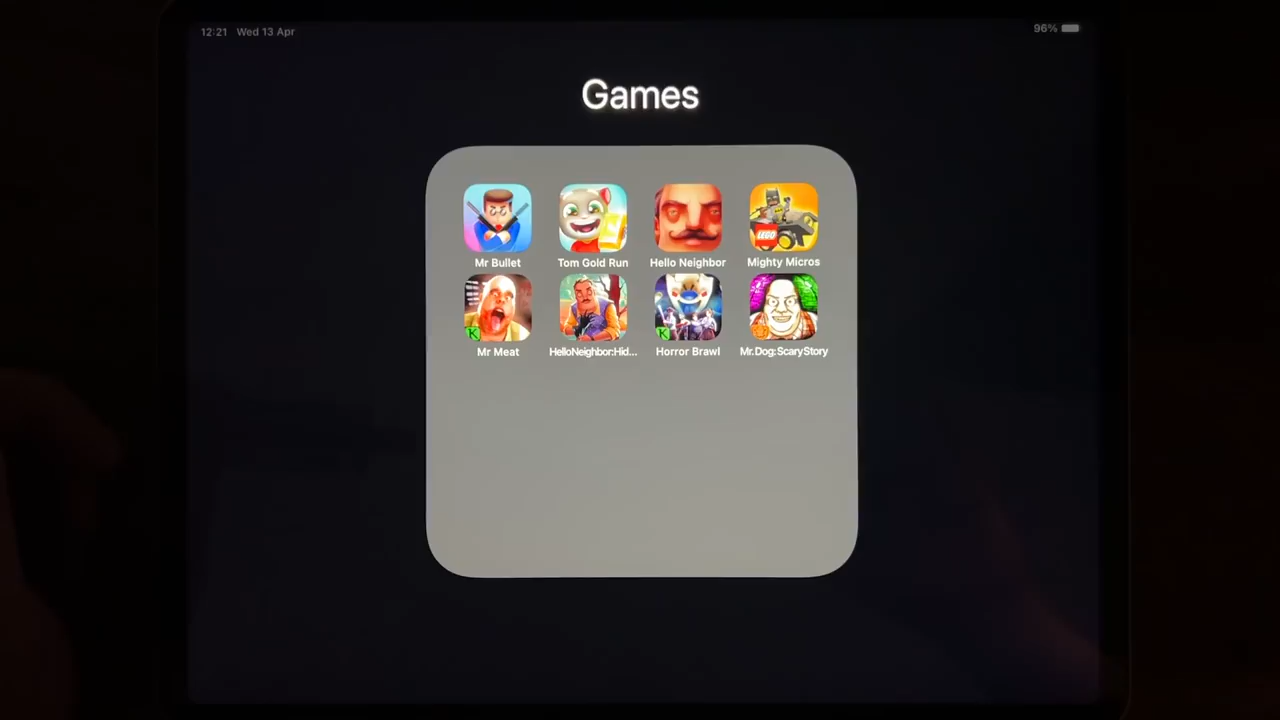 12:21 Wed 13 Apr
96%
Games
Mr Bullet
Tom Gold Run
Hello Neighbor
LEGO
Mighty Micros
K
Mr Meat
HelloNeighbor:Hid...
K
Horror Brawl
Mr.Dog:ScaryStory